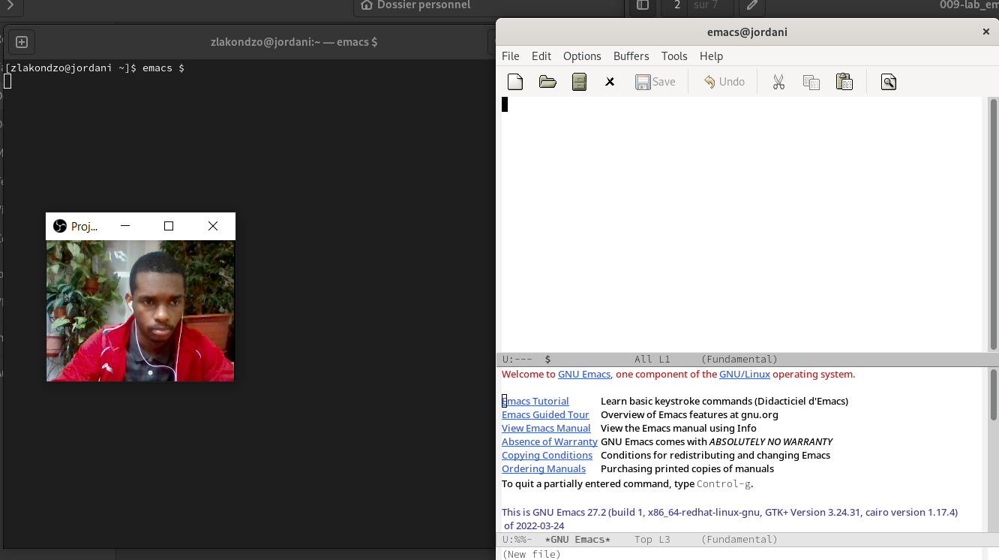 Dossier personnel
2 sur 7
009-lab_em
zlakondzo@jordani:~ — emacs $
[zlakondzo@jordani ~]$ emacs $
Proj...
emacs@jordani
File Edit Options Buffers Tools Help
Save Undo
U:--- $ All L1 (Fundamental)
Welcome to GNU Emacs, one component of the GNU/Linux operating system.
Emacs Tutorial Learn basic keystroke commands (Didacticiel d'Emacs)
Emacs Guided Tour Overview of Emacs features at gnu.org
View Emacs Manual View the Emacs manual using Info
Absence of Warranty GNU Emacs comes with ABSOLUTELY NO WARRANTY
Copying Conditions Conditions for redistributing and changing Emacs
Ordering Manuals Purchasing printed copies of manuals
To quit a partially entered command, type Control-g.
This is GNU Emacs 27.2 (build 1, x86_64-redhat-linux-gnu, GTK+ Version 3.24.31, cairo version 1.17.4)
of 2022-03-24
U:%%- *GNU Emacs* Top L3 (Fundamental)
(New file)